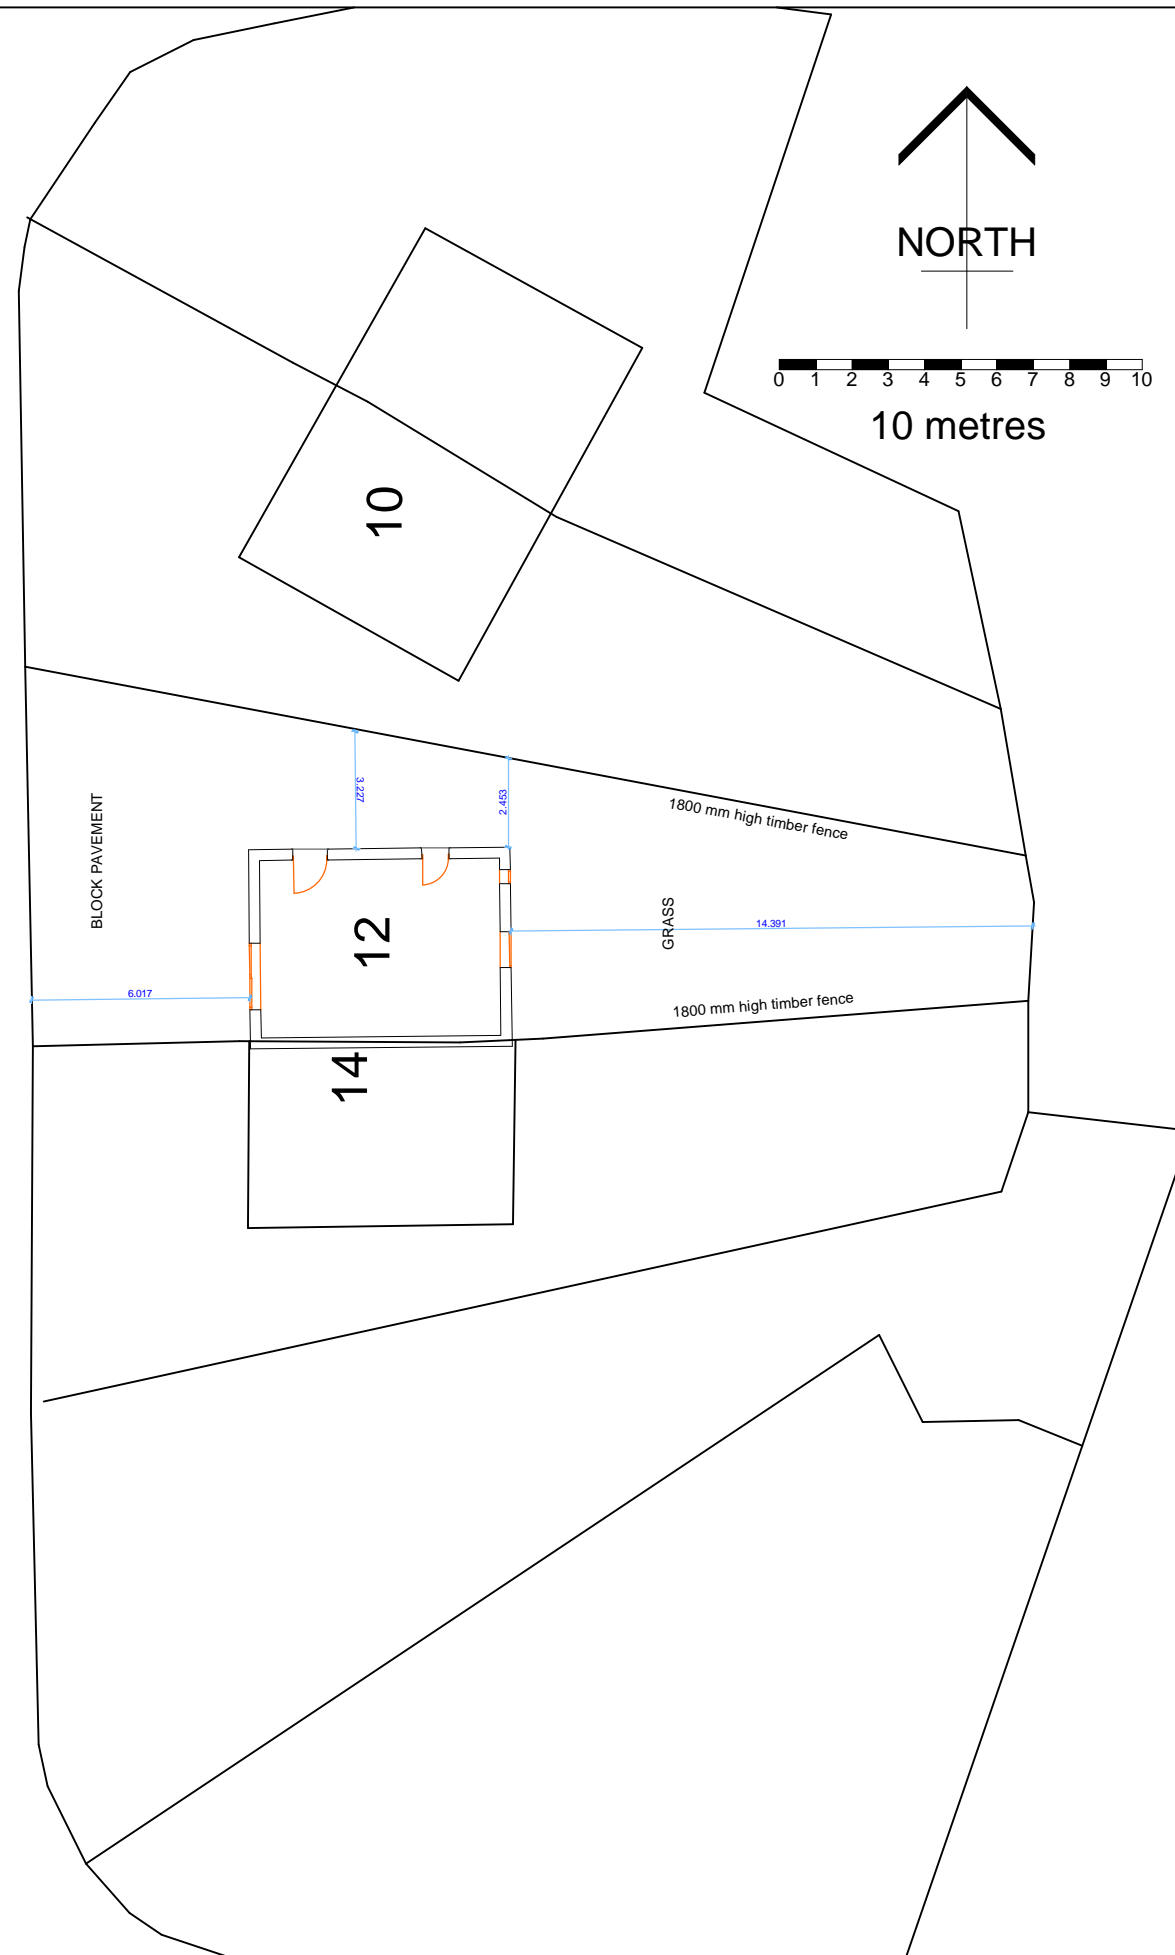 NORTH
0 1 2 3 4 5 6 7 8 9 10
10 metres
10
3.227
2.453
1800 mm high timber fence
BLOCK PAVEMENT
12
GRASS
14.391
6.017
1800 mm high timber fence
14